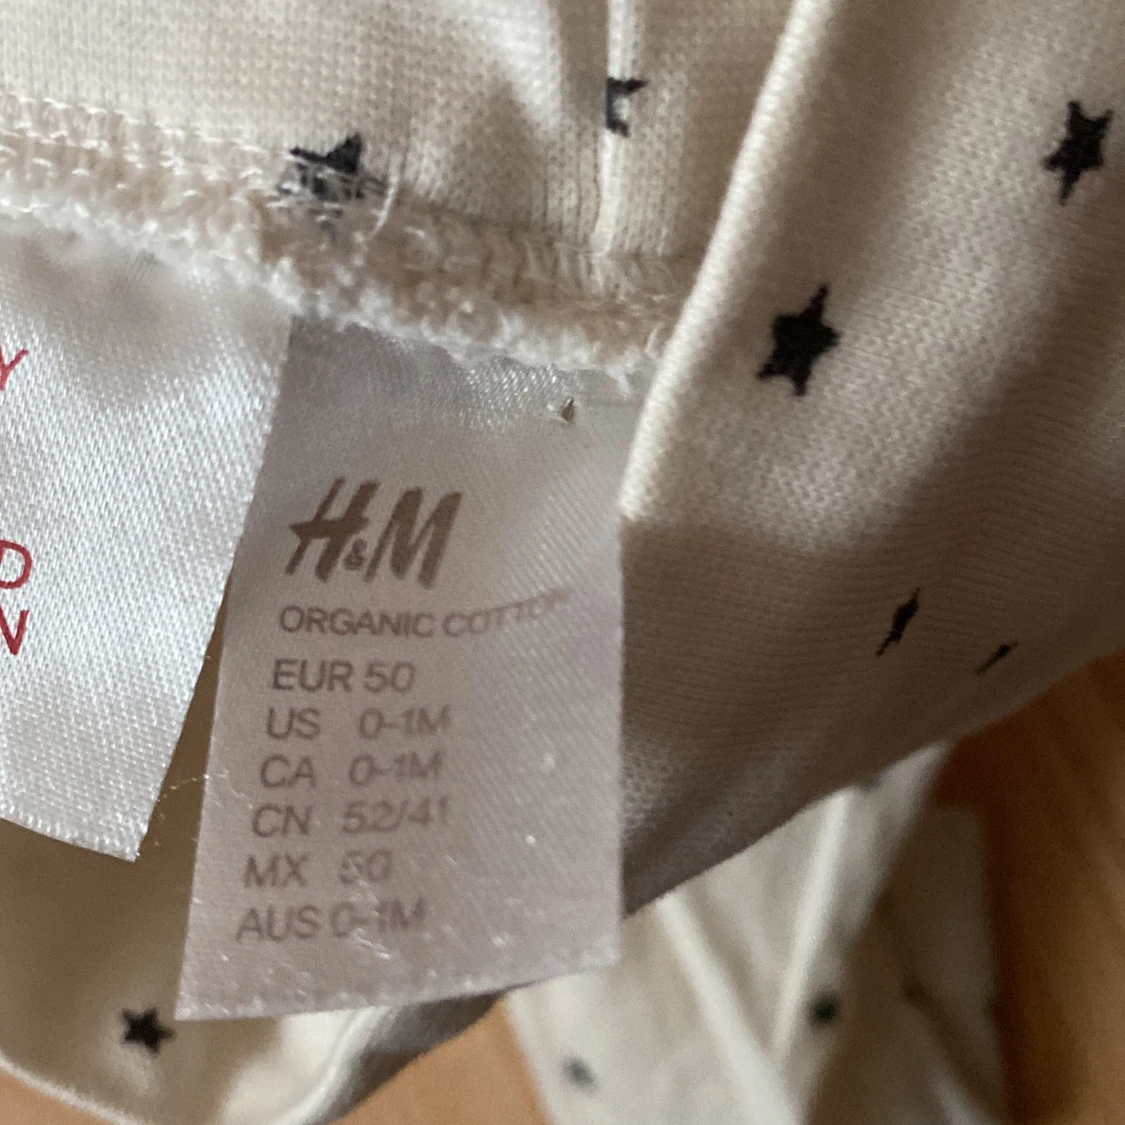 Y
D
N
H&M
ORGANIC COTTON
EUR 50
US 0-1M
CA 0-1M
CN 52/41
MX 50
AUS 0-1M